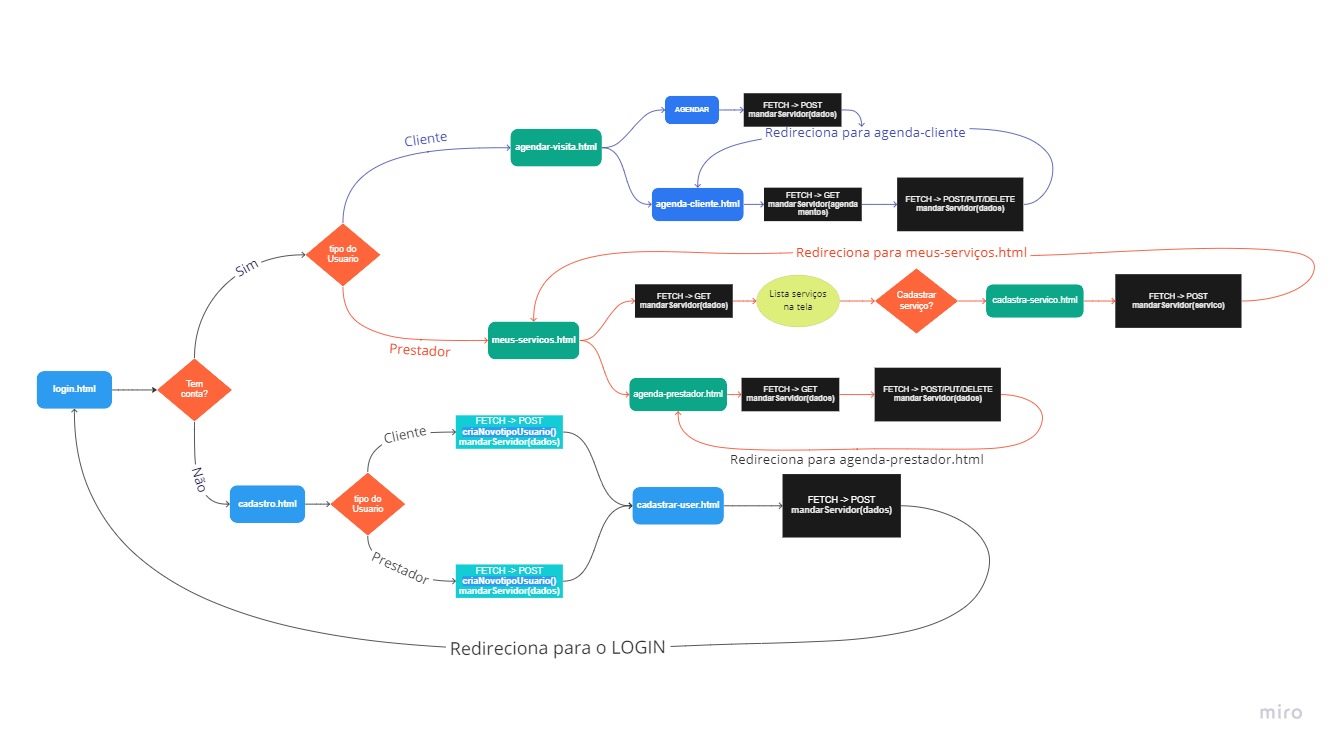 AGENDAR
FETCH -> POST
mandarServidor(dados)
Redireciona para agenda-cliente
Cliente
agendar-visita.html
agenda-cliente.html
FETCH -> GET
mandarServidor(agenda
mentos)
FETCH -> POST/PUT/DELETE
mandarServidor(dados)
tipo do
Usuario
Sim
Redireciona para meus-serviços.html
FETCH -> GET
mandarServidor(dados)
Lista serviços
na tela
Cadastrar
serviço?
cadastra-servico.html
FETCH -> POST
mandarServidor(servico)
meus-servicos.html
Prestador
login.html
Tem
conta?
agenda-prestador.html
FETCH -> GET
mandarServidor(dados)
FETCH -> POST/PUT/DELETE
mandarServidor(dados)
Redireciona para agenda-prestador.html
Cliente
FETCH -> POST
criaNovotipoUsuario()
mandarServidor(dados)
Não
cadastro.html
tipo do
Usuario
cadastrar-user.html
FETCH -> POST
mandarServidor(dados)
Prestador
FETCH -> POST
criaNovotipoUsuario()
mandarServidor(dados)
Redireciona para o LOGIN
miro